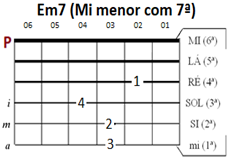 Em7 (Mi menor com 7ª)
06 05 04 03 02 01
P MI (6ª)
LÁ (5ª)
1 RÉ (4ª)
i 4 SOL (3ª)
m 2 SI (2ª)
a 3 mi (1ª)